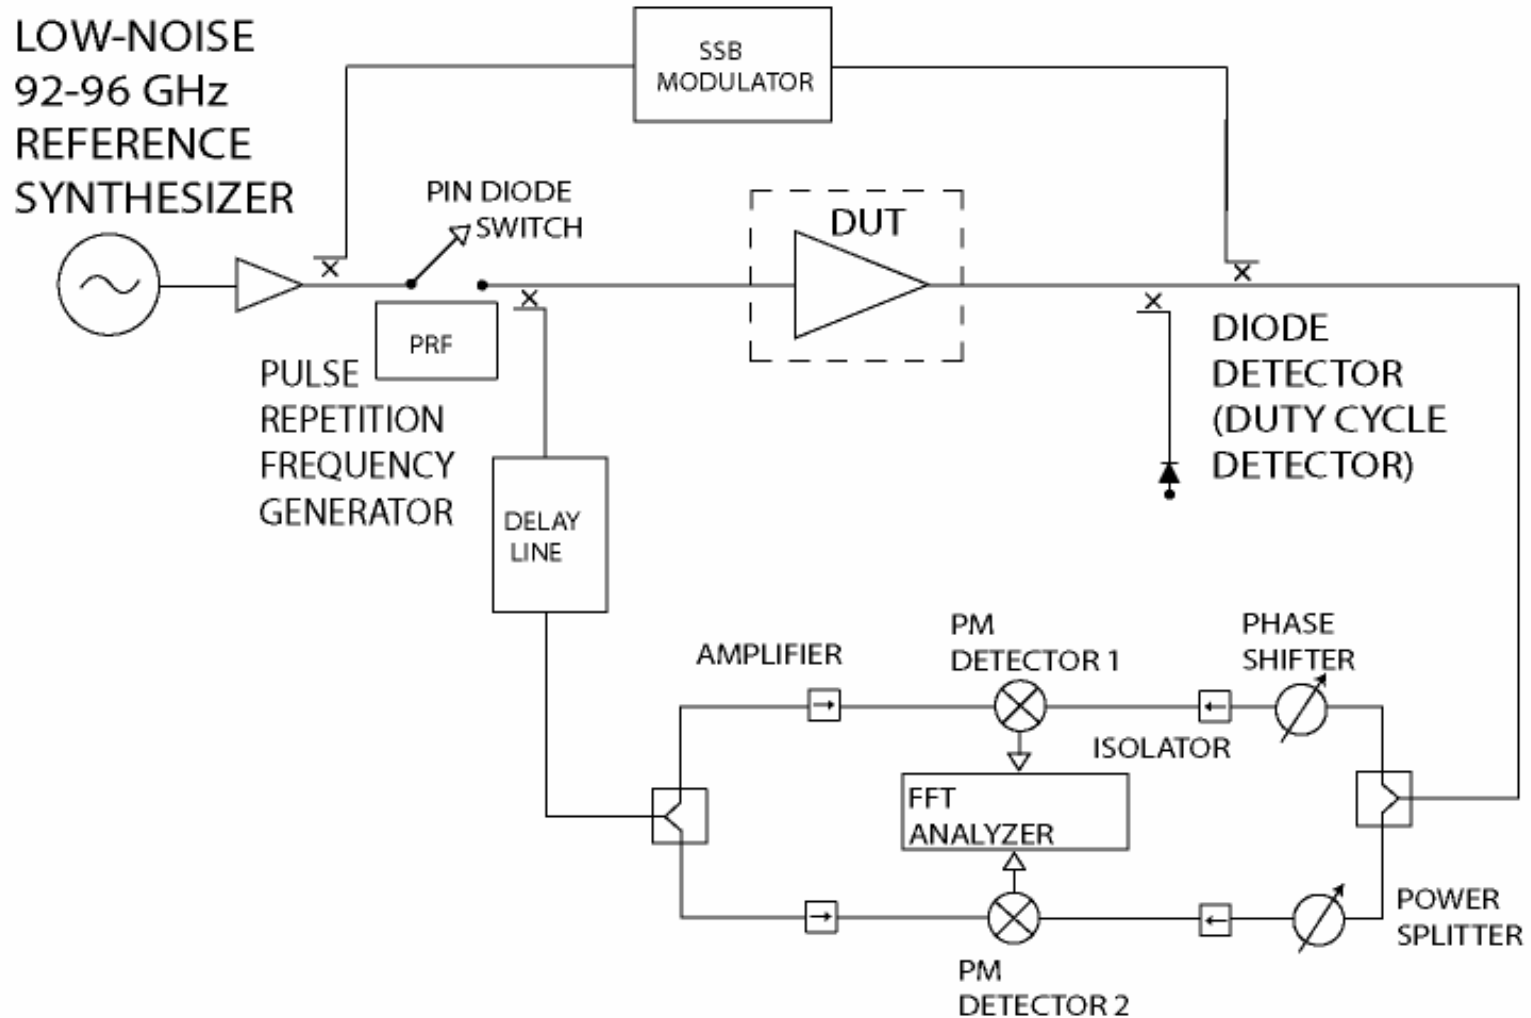 LOW-NOISE
92-96 GHz
REFERENCE
SYNTHESIZER
SSB
MODULATOR
PIN DIODE
SWITCH
DUT
PRF
PULSE
REPETITION
FREQUENCY
GENERATOR
DIODE
DETECTOR
(DUTY CYCLE
DETECTOR)
DELAY
LINE
AMPLIFIER
PM
DETECTOR 1
PHASE
SHIFTER
ISOLATOR
FFT
ANALYZER
POWER
SPLITTER
PM
DETECTOR 2